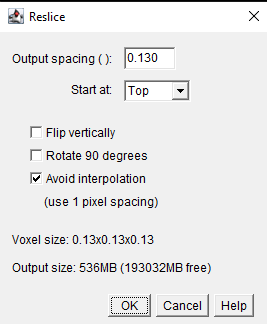 Reslice
Output spacing ( ): 0.130
Start at: Top
Flip vertically
Rotate 90 degrees
Avoid interpolation
(use 1 pixel spacing)
Voxel size: 0.13x0.13x0.13
Output size: 536MB (193032MB free)
OK Cancel Help